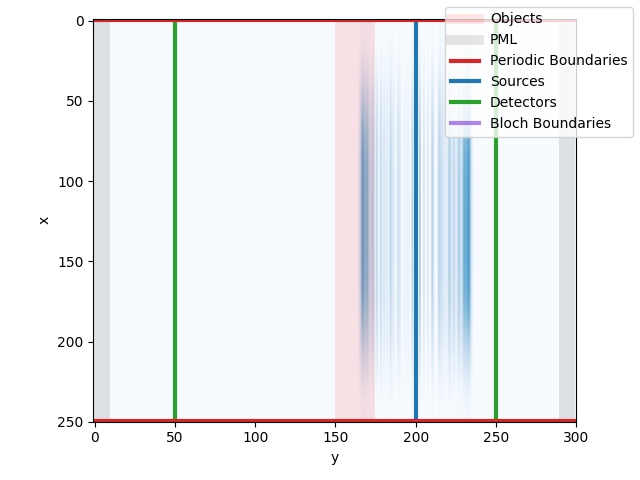 Objects
PML
Periodic Boundaries
Sources
Detectors
Bloch Boundaries
0
50
100
150
200
250
x
0 50 100 150 200 250 300
y